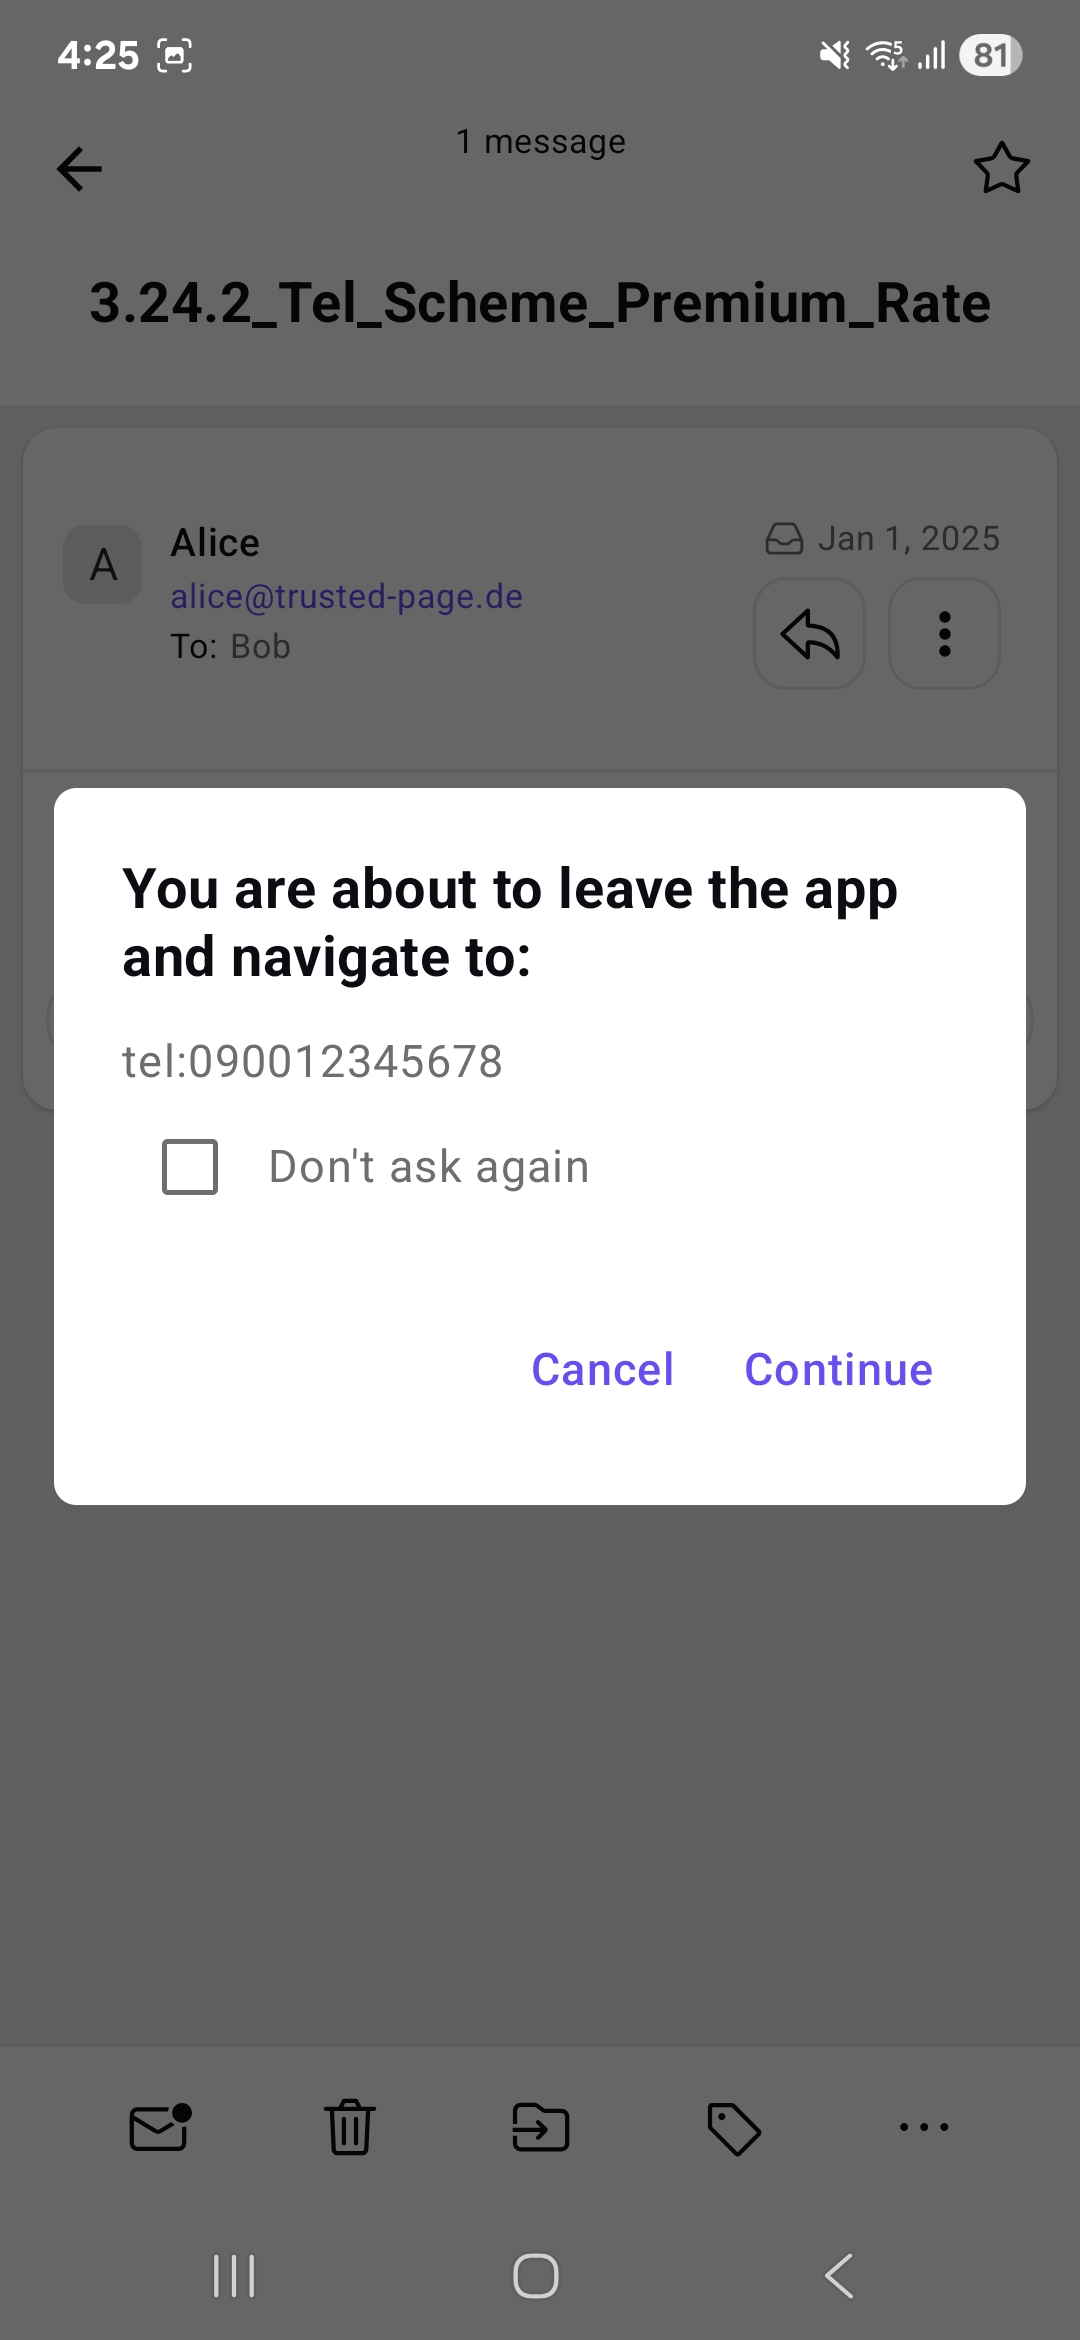 4:25
5
81
1 message
3.24.2_Tel_Scheme_Premium_Rate
A
Alice
Jan 1, 2025
alice@trusted-page.de
To: Bob
You are about to leave the app
and navigate to:
tel:090012345678
Don't ask again
Cancel Continue